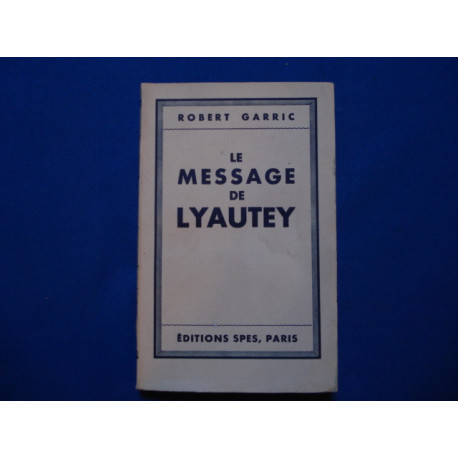 ROBERT GARRIC
LE
MESSAGE
DE
LYAUTEY
ÉDITIONS SPES, PARIS